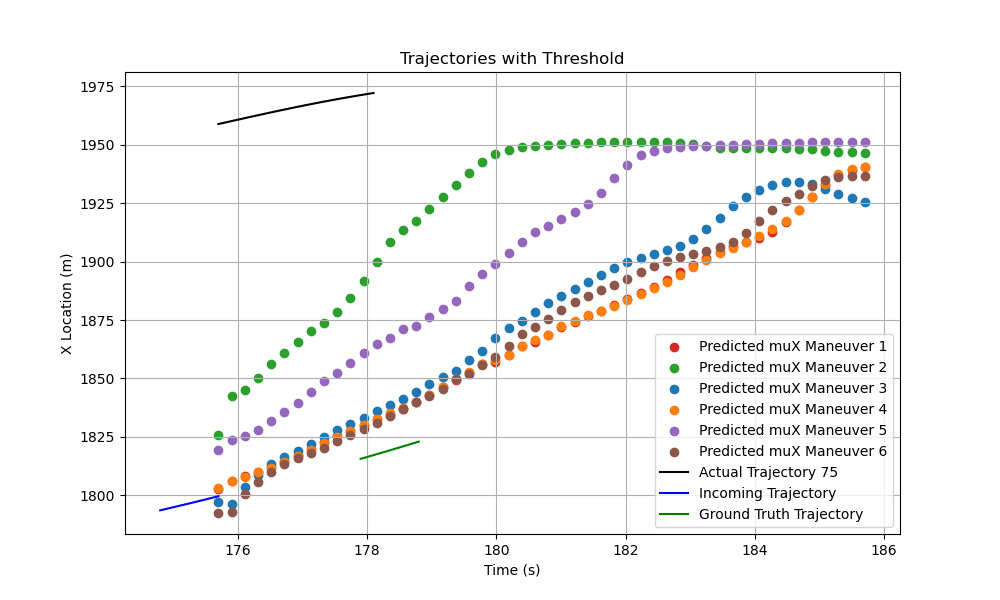 Trajectories with Threshold
X Location (m)
1975
1950
1925
1900
1875
1850
1825
1800
176
178
180
182
184
186
Time (s)
Predicted muX Maneuver 1
Predicted muX Maneuver 2
Predicted muX Maneuver 3
Predicted muX Maneuver 4
Predicted muX Maneuver 5
Predicted muX Maneuver 6
Actual Trajectory 75
Incoming Trajectory
Ground Truth Trajectory